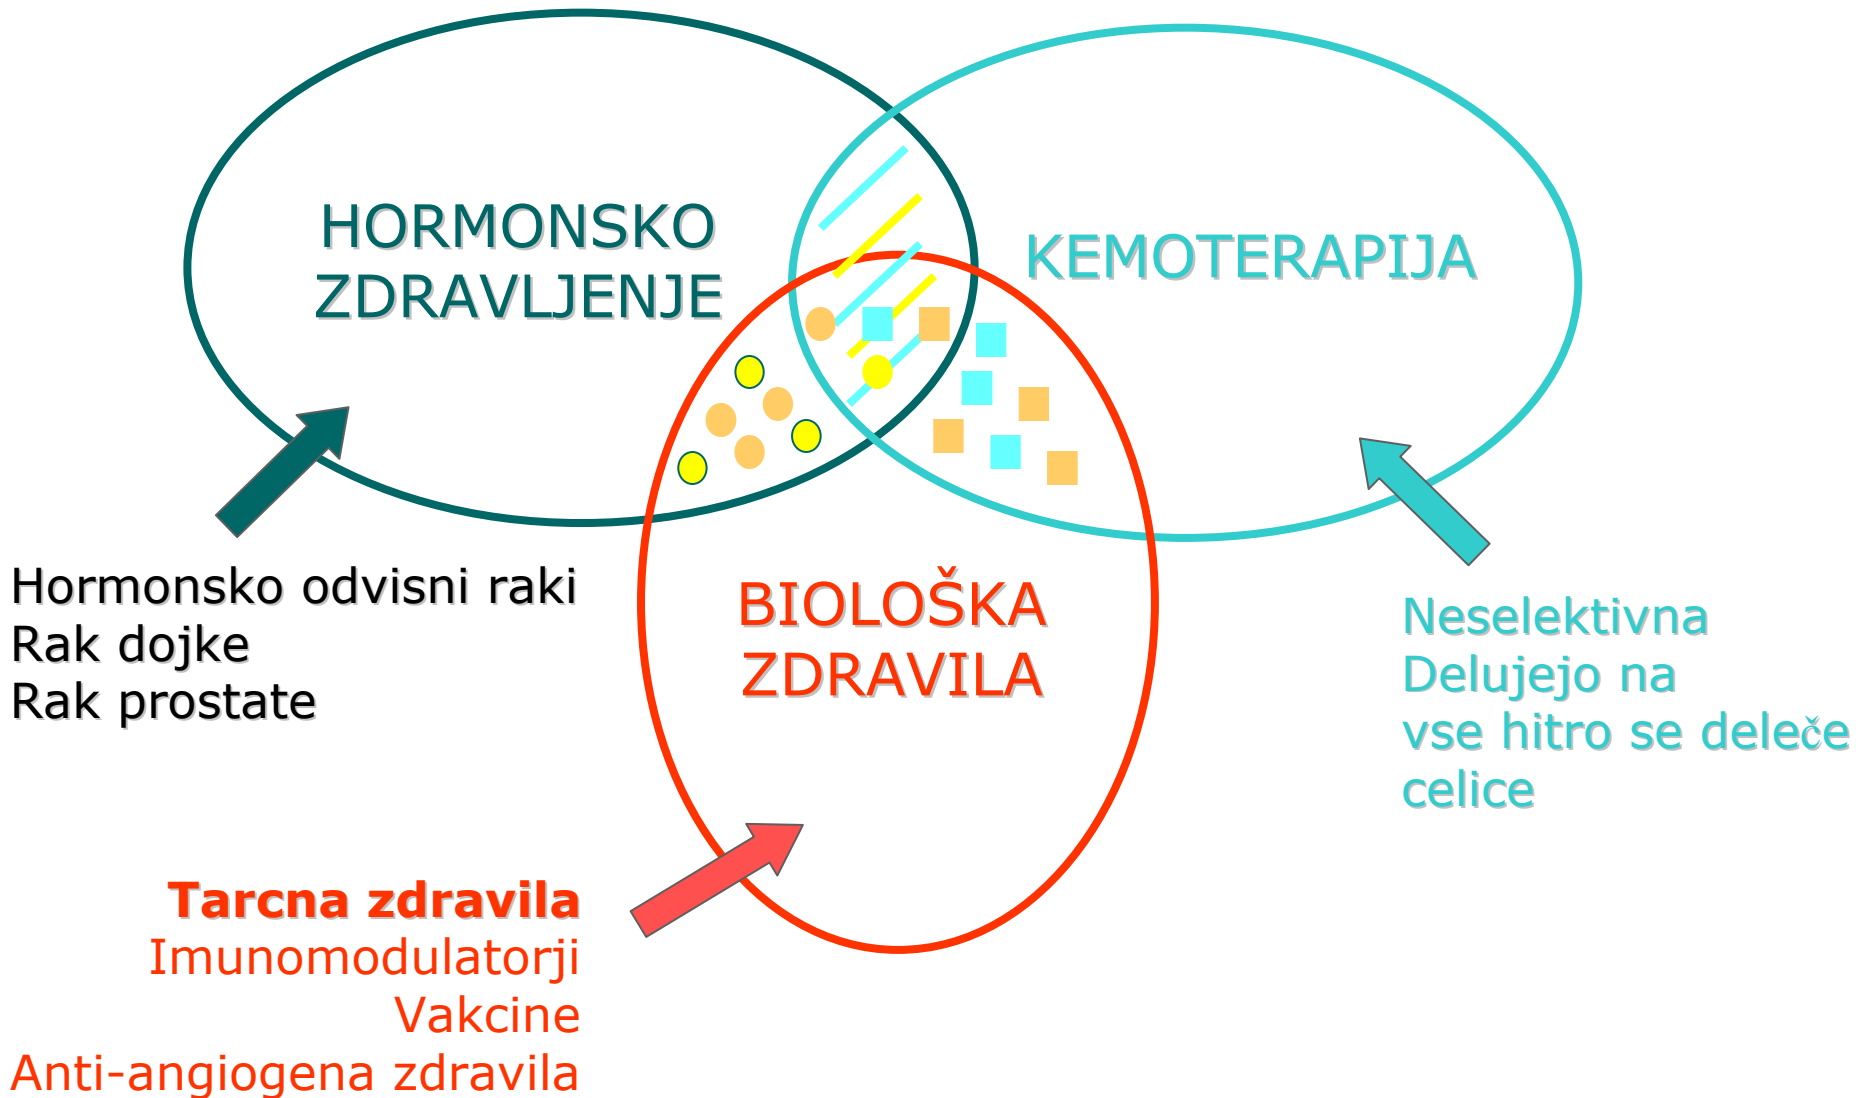 HORMONSKO
ZDRAVLJENJE
KEMOTERAPIJA
BIOLOŠKA
ZDRAVILA
Hormonsko odvisni raki
Rak dojke
Rak prostate
Neselektivna
Delujejo na
vse hitro se deleče
celice
Tarcna zdravila
Imunomodulatorji
Vakcine
Anti-angiogena zdravila